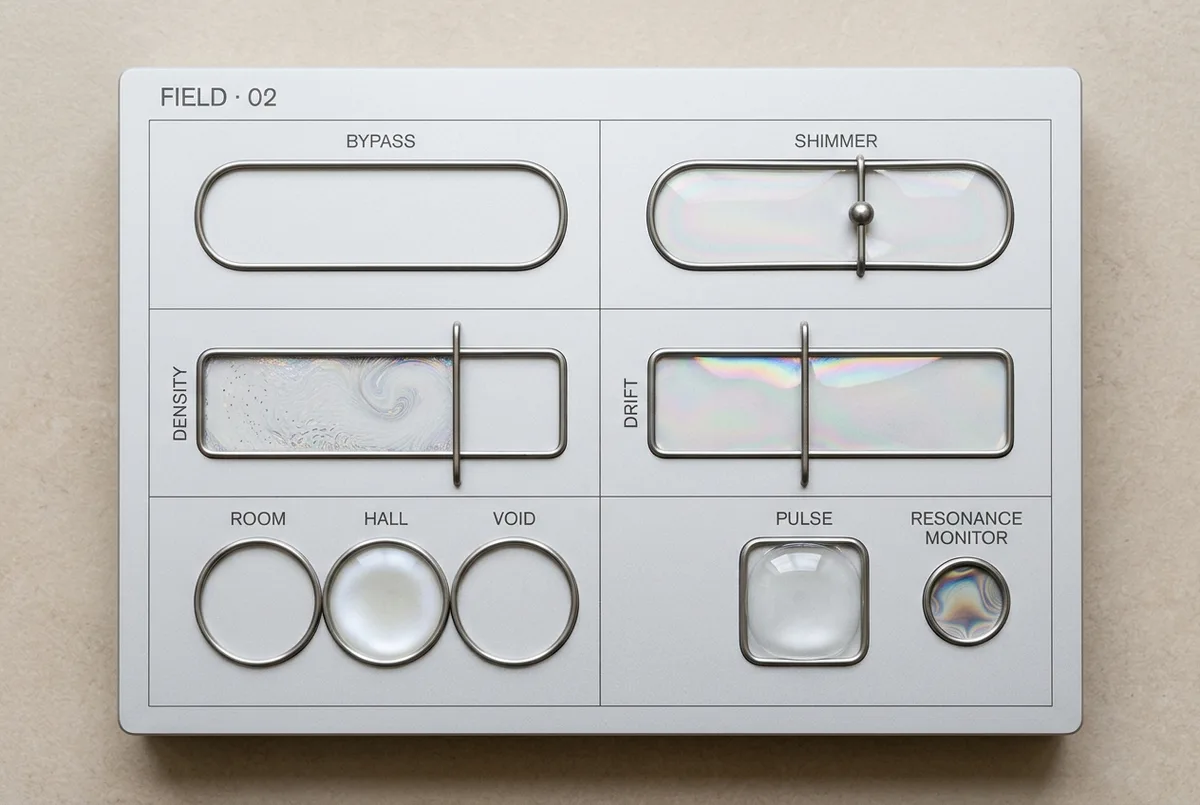 FIELD · 02
BYPASS
SHIMMER
DENSITY
DRIFT
ROOM
HALL
VOID
PULSE
RESONANCE
MONITOR